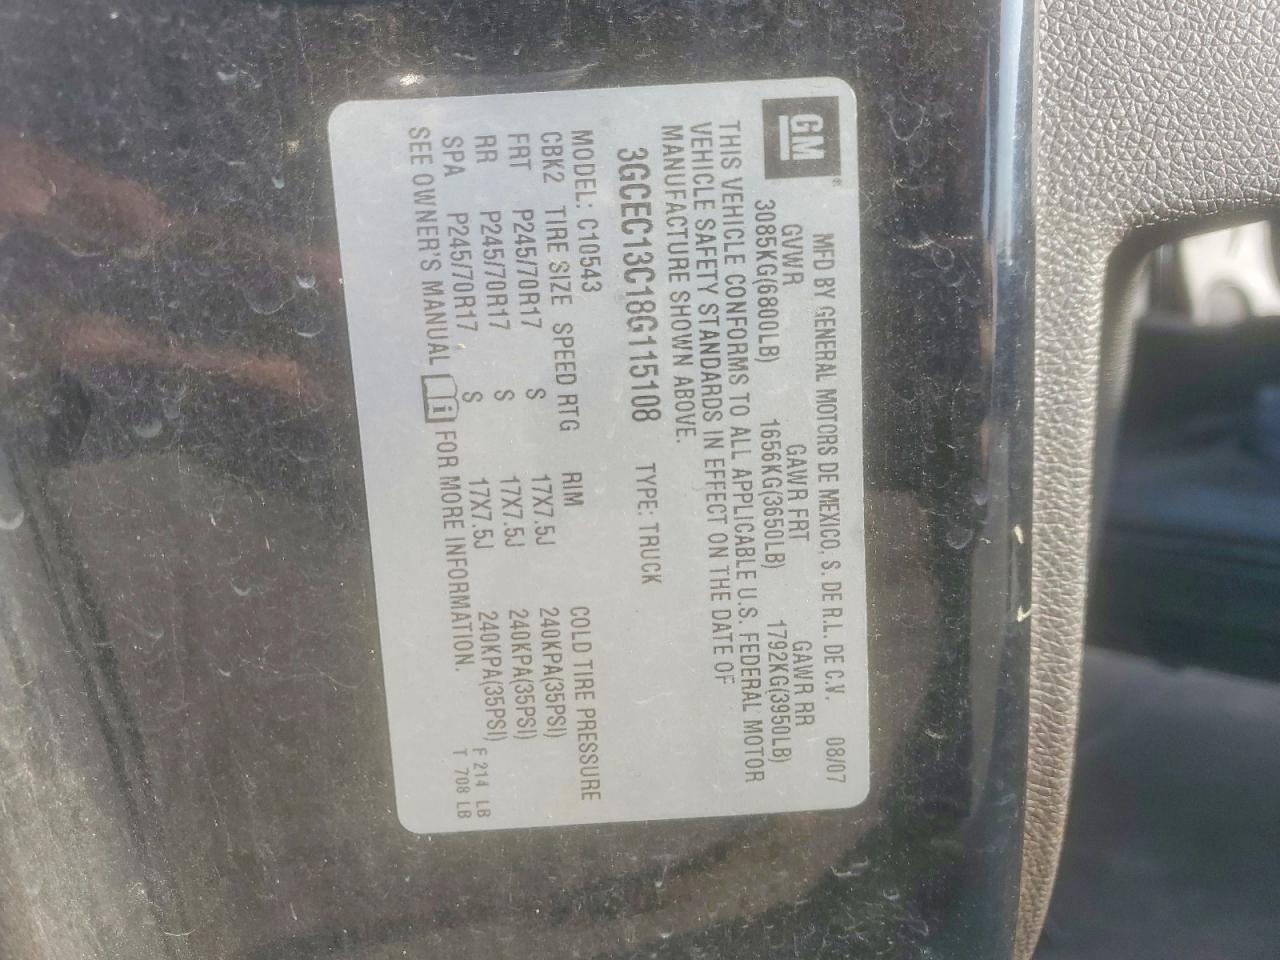 GM
MFD BY GENERAL MOTORS DE MEXICO, S. DE R.L. DE C.V. 08/07
GVWR GAWR FRT GAWR RR
3085KG(6800LB) 1656KG(3650LB) 1792KG(3950LB)
THIS VEHICLE CONFORMS TO ALL APPLICABLE U.S. FEDERAL MOTOR
VEHICLE SAFETY STANDARDS IN EFFECT ON THE DATE OF
MANUFACTURE SHOWN ABOVE.
3GCEC13C18G115108 TYPE: TRUCK
MODEL: C10543
CBK2 TIRE SIZE SPEED RTG RIM COLD TIRE PRESSURE
FRT P245/70R17 S 17X7.5J 240KPA(35PSI)
RR P245/70R17 S 17X7.5J 240KPA(35PSI)
SPA P245/70R17 S 17X7.5J 240KPA(35PSI)
SEE OWNER'S MANUAL i FOR MORE INFORMATION.
F 214 LB
T 708 LB